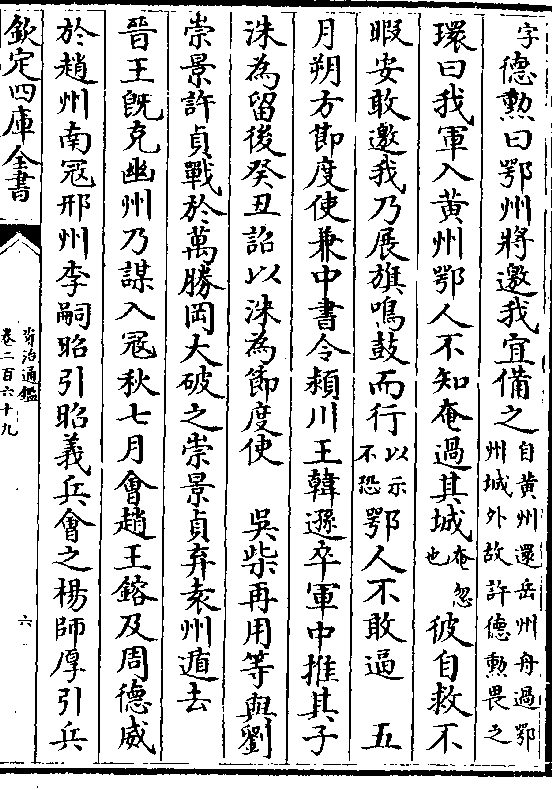 字德勲曰鄂州將邀我宜備之自黄州還岳州舟過鄂州城外故許德勲畏之
環曰我軍入黄州鄂人不知奄過其城奄忽也彼自救不
暇安敢邀我乃展旗鳴鼓而行以示不恐鄂人不敢逼　五
月朔方節度使兼中書令潁川王韓遜卒軍中推其子
洙為留後癸丑詔以洙為節度使　吳柴再用等與劉
崇景許貞戰於萬勝岡大破之崇景貞弃袁州遁去
晉王既克幽州乃謀入寇秋七月會趙王鎔及周德威
於趙州南寇邢州李嗣昭引昭義兵會之楊師厚引兵
欽定四庫全書
資治通鑑
卷二百六十九
六